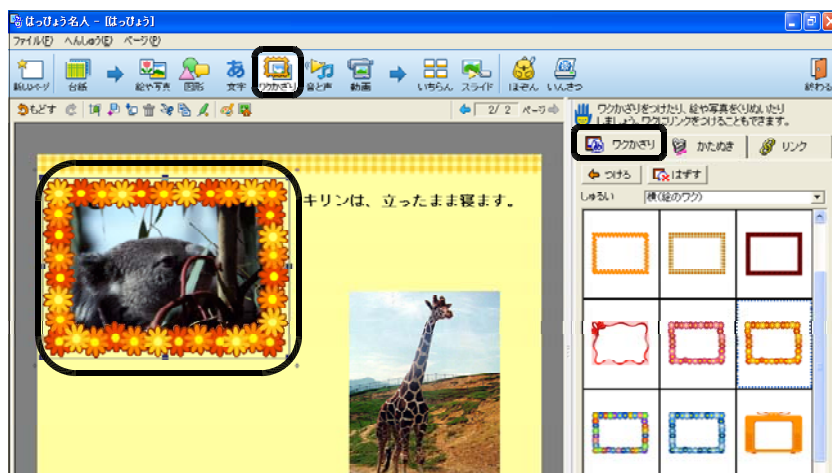 はっぴょう名人 - [はっぴょう]
ファイル(F) へんしゅう(E) ページ(P)
新しいページ 台紙 絵や写真 図形 文字 ワクかざり 音と声 動画 いちらん スライド ほぞん いんさつ 終わる
もどす 2/ 2 ページ
ワクかざりをつけたり、絵や写真をくりぬいたり
しましょう。ワクにリンクをつけることもできます。
ワクかざり かたぬき リンク
つける はずす
しゅるい 横(絵のワク)
キリンは、立ったまま寝ます。